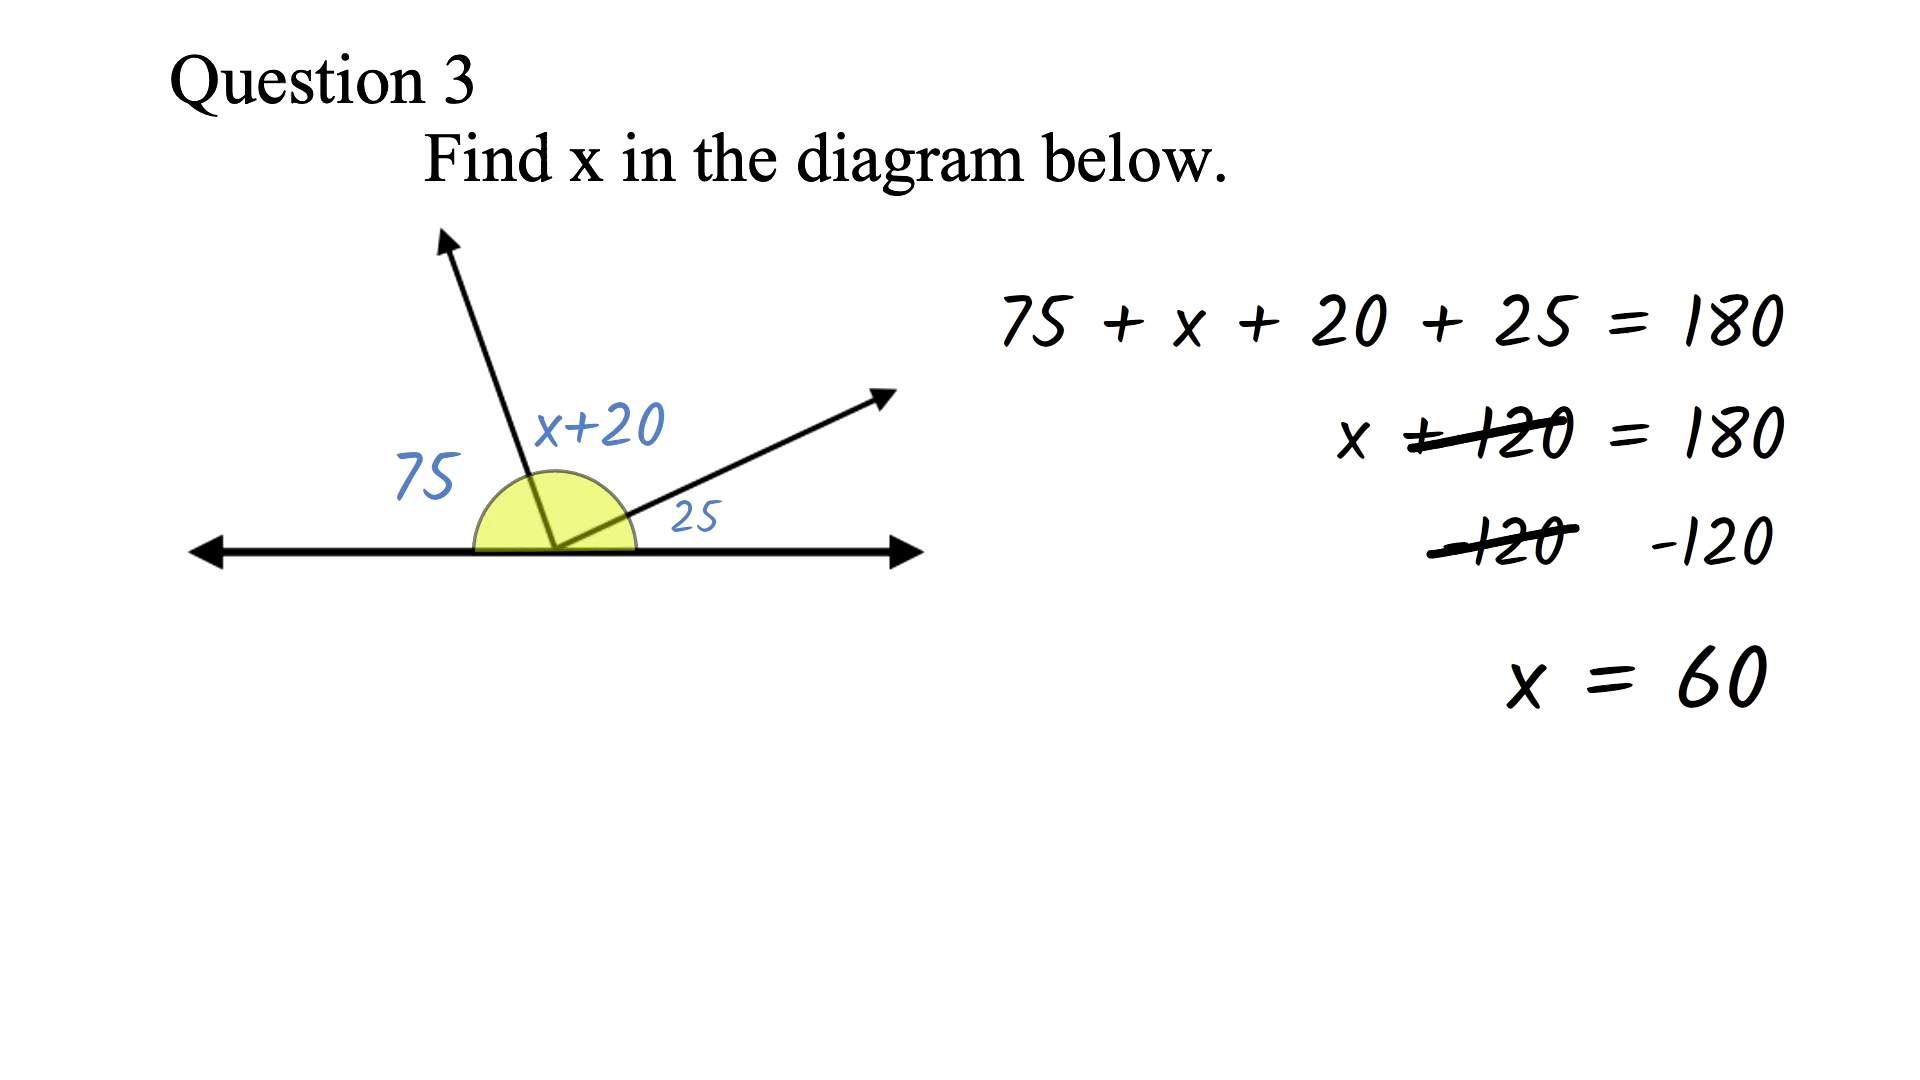 Question 3
Find x in the diagram below.
75 + x + 20 + 25 = 180
x+20
75
25
x + 120 = 180
-120 -120
x = 60